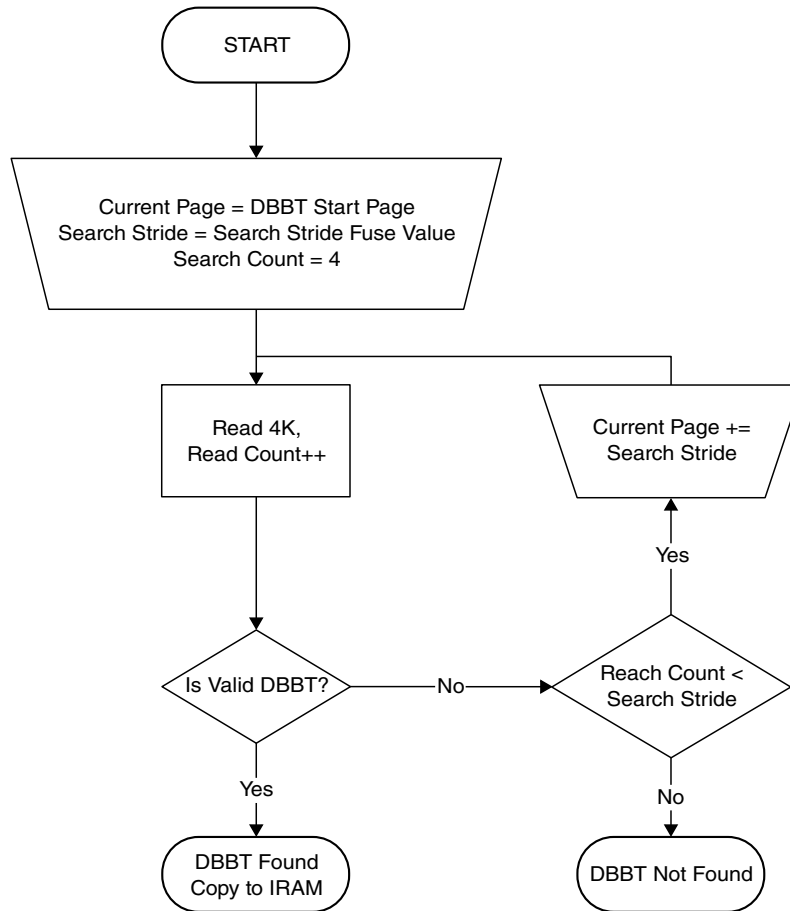 START
Current Page = DBBT Start Page
Search Stride = Search Stride Fuse Value
Search Count = 4
Read 4K,
Read Count++
Current Page +=
Search Stride
Yes
Is Valid DBBT?
No
Reach Count <
Search Stride
Yes
No
DBBT Found
Copy to IRAM
DBBT Not Found